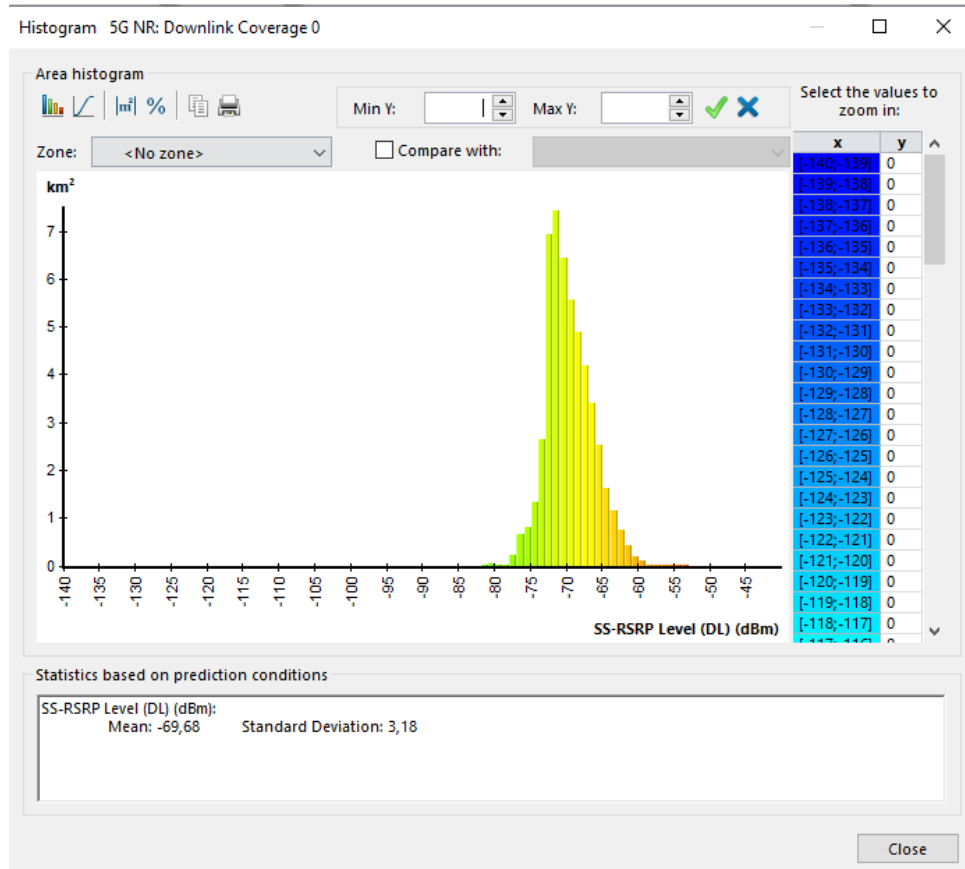 Histogram 5G NR: Downlink Coverage 0
Area histogram
m² %
Min Y: Max Y:
Select the values to zoom in:
Zone: <No zone> Compare with:
x y
[-140;-139] 0
[-139;-138] 0
[-138;-137] 0
[-137;-136] 0
[-136;-135] 0
[-135;-134] 0
[-134;-133] 0
[-133;-132] 0
[-132;-131] 0
[-131;-130] 0
[-130;-129] 0
[-129;-128] 0
[-128;-127] 0
[-127;-126] 0
[-126;-125] 0
[-125;-124] 0
[-124;-123] 0
[-123;-122] 0
[-122;-121] 0
[-121;-120] 0
[-120;-119] 0
[-119;-118] 0
[-118;-117] 0
km²
7
6
5
4
3
2
1
0
-140 -135 -130 -125 -120 -115 -110 -105 -100 -95 -90 -85 -80 -75 -70 -65 -60 -55 -50 -45
SS-RSRP Level (DL) (dBm)
Statistics based on prediction conditions
SS-RSRP Level (DL) (dBm):
Mean: -69,68 Standard Deviation: 3,18
Close